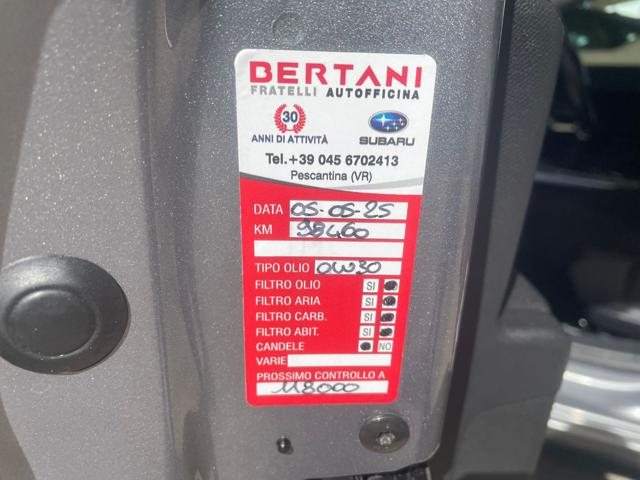 BERTANI
FRATELLI AUTOFFICINA
30
ANNI DI ATTIVITÀ
SUBARU
Tel.+39 045 6702413
Pescantina (VR)
DATA 05-05-25
KM 98460
TIPO OLIO 0W30
FILTRO OLIO SI
FILTRO ARIA SI
FILTRO CARB. SI
FILTRO ABIT. SI
CANDELE NO
VARIE
PROSSIMO CONTROLLO A
118000